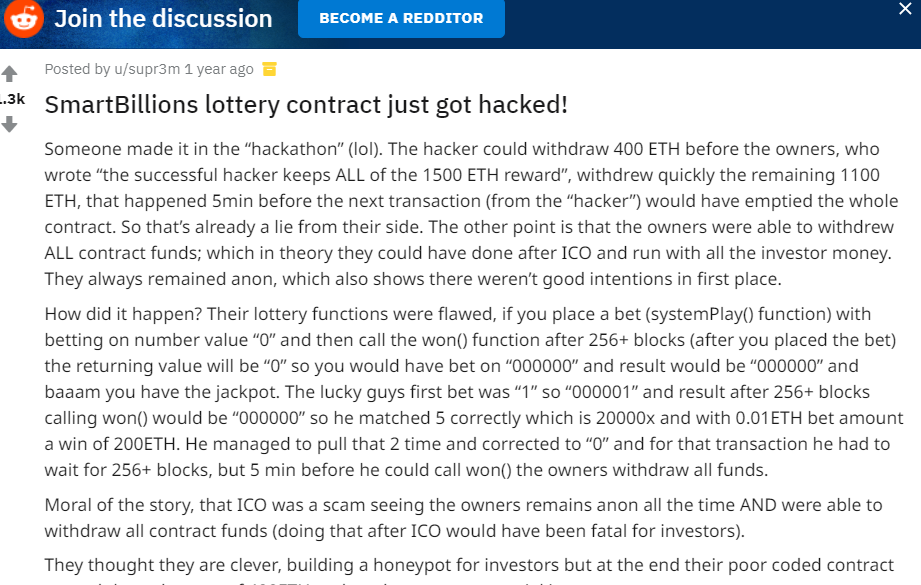 Join the discussion
BECOME A REDDITOR
Posted by u/supr3m 1 year ago
.3k
SmartBillions lottery contract just got hacked!
Someone made it in the “hackathon” (lol). The hacker could withdraw 400 ETH before the owners, who
wrote “the successful hacker keeps ALL of the 1500 ETH reward”, withdrew quickly the remaining 1100
ETH, that happened 5min before the next transaction (from the “hacker”) would have emptied the whole
contract. So that’s already a lie from their side. The other point is that the owners were able to withdrew
ALL contract funds; which in theory they could have done after ICO and run with all the investor money.
They always remained anon, which also shows there weren’t good intentions in first place.
How did it happen? Their lottery functions were flawed, if you place a bet (systemPlay() function) with
betting on number value “0” and then call the won() function after 256+ blocks (after you placed the bet)
the returning value will be “0” so you would have bet on “000000” and result would be “000000” and
baaam you have the jackpot. The lucky guys first bet was “1” so “000001” and result after 256+ blocks
calling won() would be “000000” so he matched 5 correctly which is 20000x and with 0.01ETH bet amount
a win of 200ETH. He managed to pull that 2 time and corrected to “0” and for that transaction he had to
wait for 256+ blocks, but 5 min before he could call won() the owners withdraw all funds.
Moral of the story, that ICO was a scam seeing the owners remains anon all the time AND were able to
withdraw all contract funds (doing that after ICO would have been fatal for investors).
They thought they are clever, building a honeypot for investors but at the end their poor coded contract